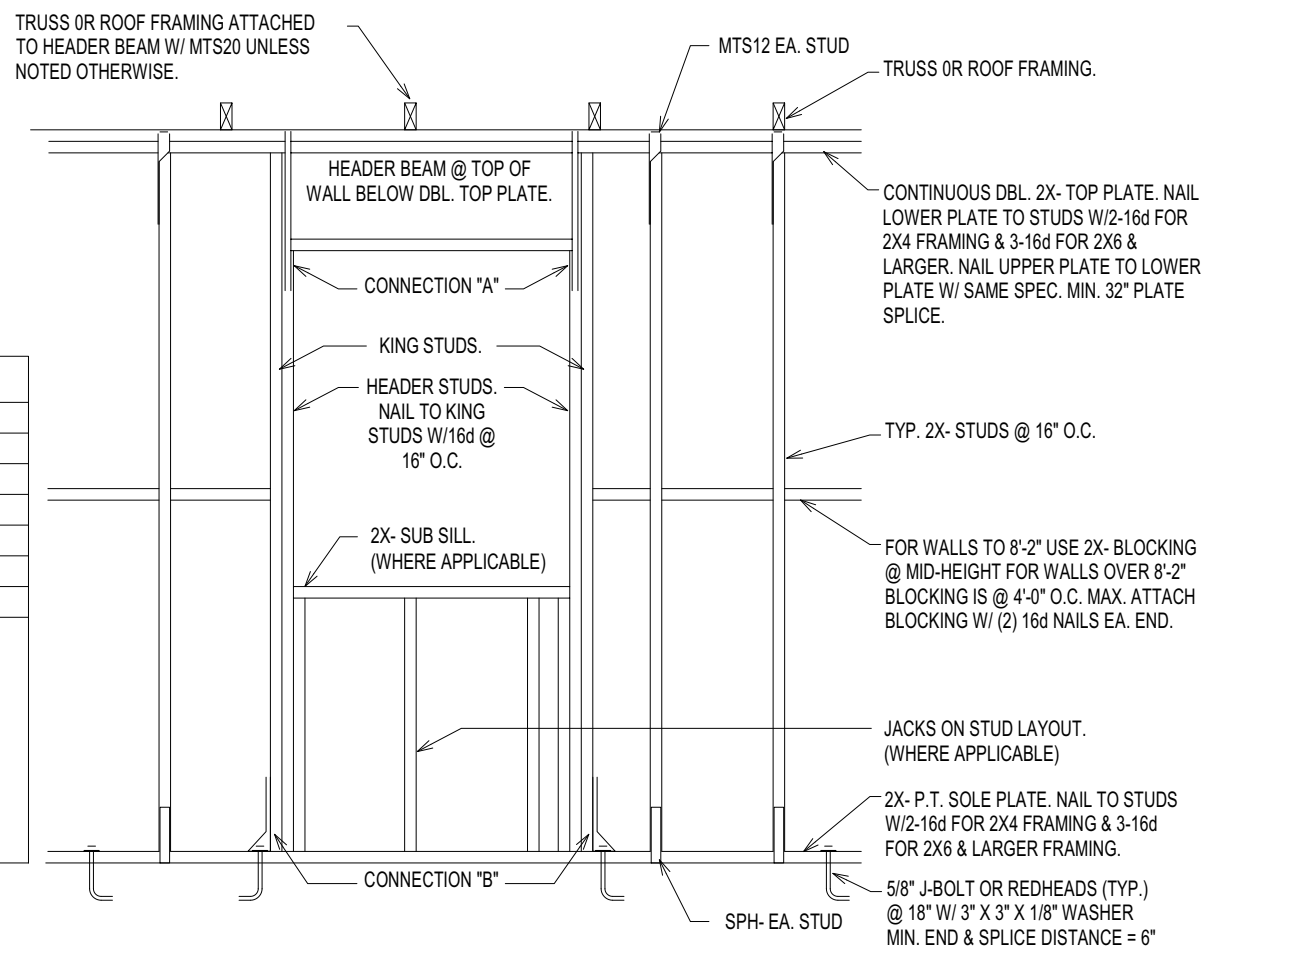 TRUSS 0R ROOF FRAMING ATTACHED
TO HEADER BEAM W/ MTS20 UNLESS
NOTED OTHERWISE.
MTS12 EA. STUD
TRUSS 0R ROOF FRAMING.
HEADER BEAM @ TOP OF
WALL BELOW DBL. TOP PLATE.
CONTINUOUS DBL. 2X- TOP PLATE. NAIL
LOWER PLATE TO STUDS W/2-16d FOR
2X4 FRAMING & 3-16d FOR 2X6 &
LARGER. NAIL UPPER PLATE TO LOWER
PLATE W/ SAME SPEC. MIN. 32" PLATE
SPLICE.
CONNECTION "A"
KING STUDS.
HEADER STUDS.
NAIL TO KING
STUDS W/16d @
16" O.C.
TYP. 2X- STUDS @ 16" O.C.
2X- SUB SILL.
(WHERE APPLICABLE)
FOR WALLS TO 8'-2" USE 2X- BLOCKING
@ MID-HEIGHT FOR WALLS OVER 8'-2"
BLOCKING IS @ 4'-0" O.C. MAX. ATTACH
BLOCKING W/ (2) 16d NAILS EA. END.
JACKS ON STUD LAYOUT.
(WHERE APPLICABLE)
2X- P.T. SOLE PLATE. NAIL TO STUDS
W/2-16d FOR 2X4 FRAMING & 3-16d
FOR 2X6 & LARGER FRAMING.
CONNECTION "B"
5/8" J-BOLT OR REDHEADS (TYP.)
@ 18" W/ 3" X 3" X 1/8" WASHER
MIN. END & SPLICE DISTANCE = 6"
SPH- EA. STUD